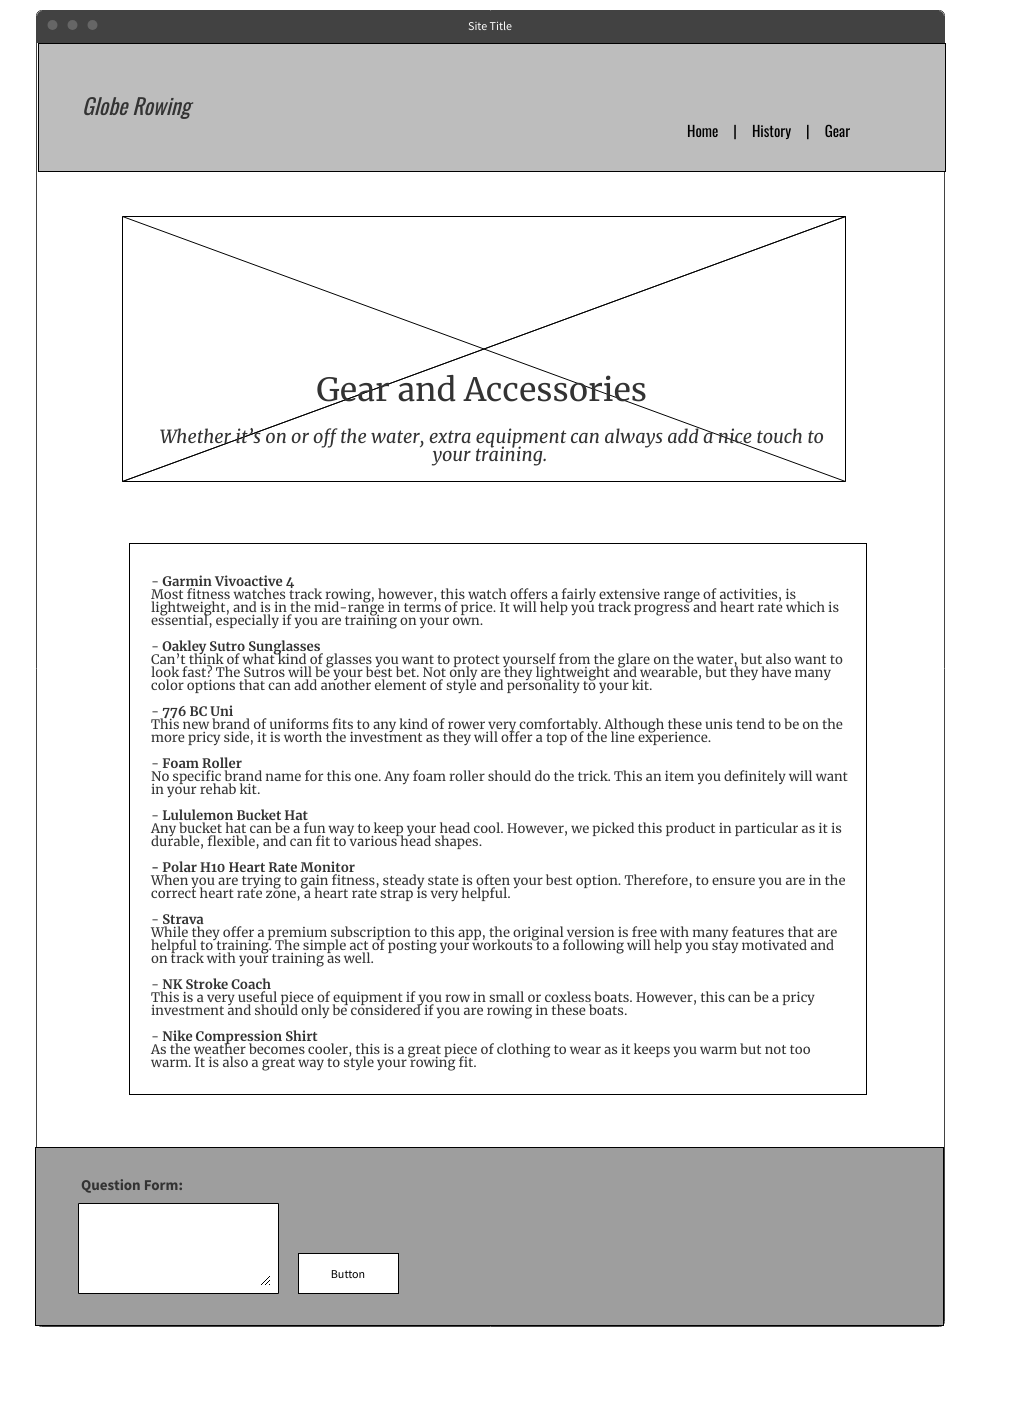 Site Title
Globe Rowing
Home | History | Gear
Gear and Accessories
Whether it's on or off the water, extra equipment can always add a nice touch to
your training.
- Garmin Vivoactive 4
Most fitness watches track rowing, however, this watch offers a fairly extensive range of activities, is
lightweight, and is in the mid-range in terms of price. It will help you track progress and heart rate which is
essential, especially if you are training on your own.
- Oakley Sutro Sunglasses
Can't think of what kind of glasses you want to protect yourself from the glare on the water, but also want to
look fast? The Sutros will be your best bet. Not only are they lightweight and wearable, but they have many
color options that can add another element of style and personality to your kit.
- 776 BC Uni
This new brand of uniforms fits to any kind of rower very comfortably. Although these unis tend to be on the
more pricy side, it is worth the investment as they will offer a top of the line experience.
- Foam Roller
No specific brand name for this one. Any foam roller should do the trick. This an item you definitely will want
in your rehab kit.
- Lululemon Bucket Hat
Any bucket hat can be a fun way to keep your head cool. However, we picked this product in particular as it is
durable, flexible, and can fit to various head shapes.
- Polar H10 Heart Rate Monitor
When you are trying to gain fitness, steady state is often your best option. Therefore, to ensure you are in the
correct heart rate zone, a heart rate strap is very helpful.
- Strava
While they offer a premium subscription to this app, the original version is free with many features that are
helpful to training. The simple act of posting your workouts to a following will help you stay motivated and
on track with your training as well.
- NK Stroke Coach
This is a very useful piece of equipment if you row in small or coxless boats. However, this can be a pricy
investment and should only be considered if you are rowing in these boats.
- Nike Compression Shirt
As the weather becomes cooler, this is a great piece of clothing to wear as it keeps you warm but not too
warm. It is also a great way to style your rowing fit.
Question Form:
Button